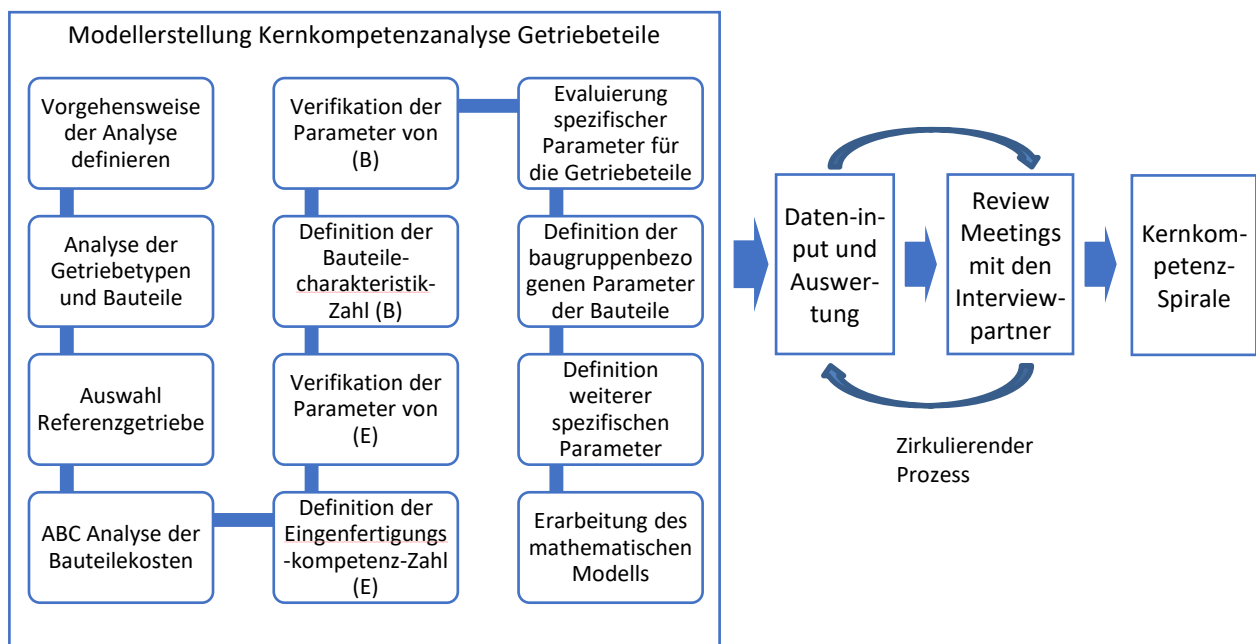 Modellerstellung Kernkompetenzanalyse Getriebeteile
Vorgehensweise
der Analyse
definieren
Analyse der
Getriebetypen
und Bauteile
Auswahl
Referenzgetriebe
ABC Analyse der
Bauteilekosten
Definition der
Eingenfertigungs
-kompetenz-Zahl
(E)
Verifikation der
Parameter von
(E)
Definition der
Bauteile-
charakteristik-
Zahl (B)
Verifikation der
Parameter von
(B)
Evaluierung
spezifischer
Parameter für
die Getriebeteile
Definition der
baugruppenbezo
genen Parameter
der Bauteile
Definition
weiterer
spezifischen
Parameter
Erarbeitung des
mathematischen
Modells
Daten-in
put und
Auswer-
tung
Review
Meetings
mit den
Interview-
partner
Kernkom-
petenz-
Spirale
Zirkulierender
Prozess